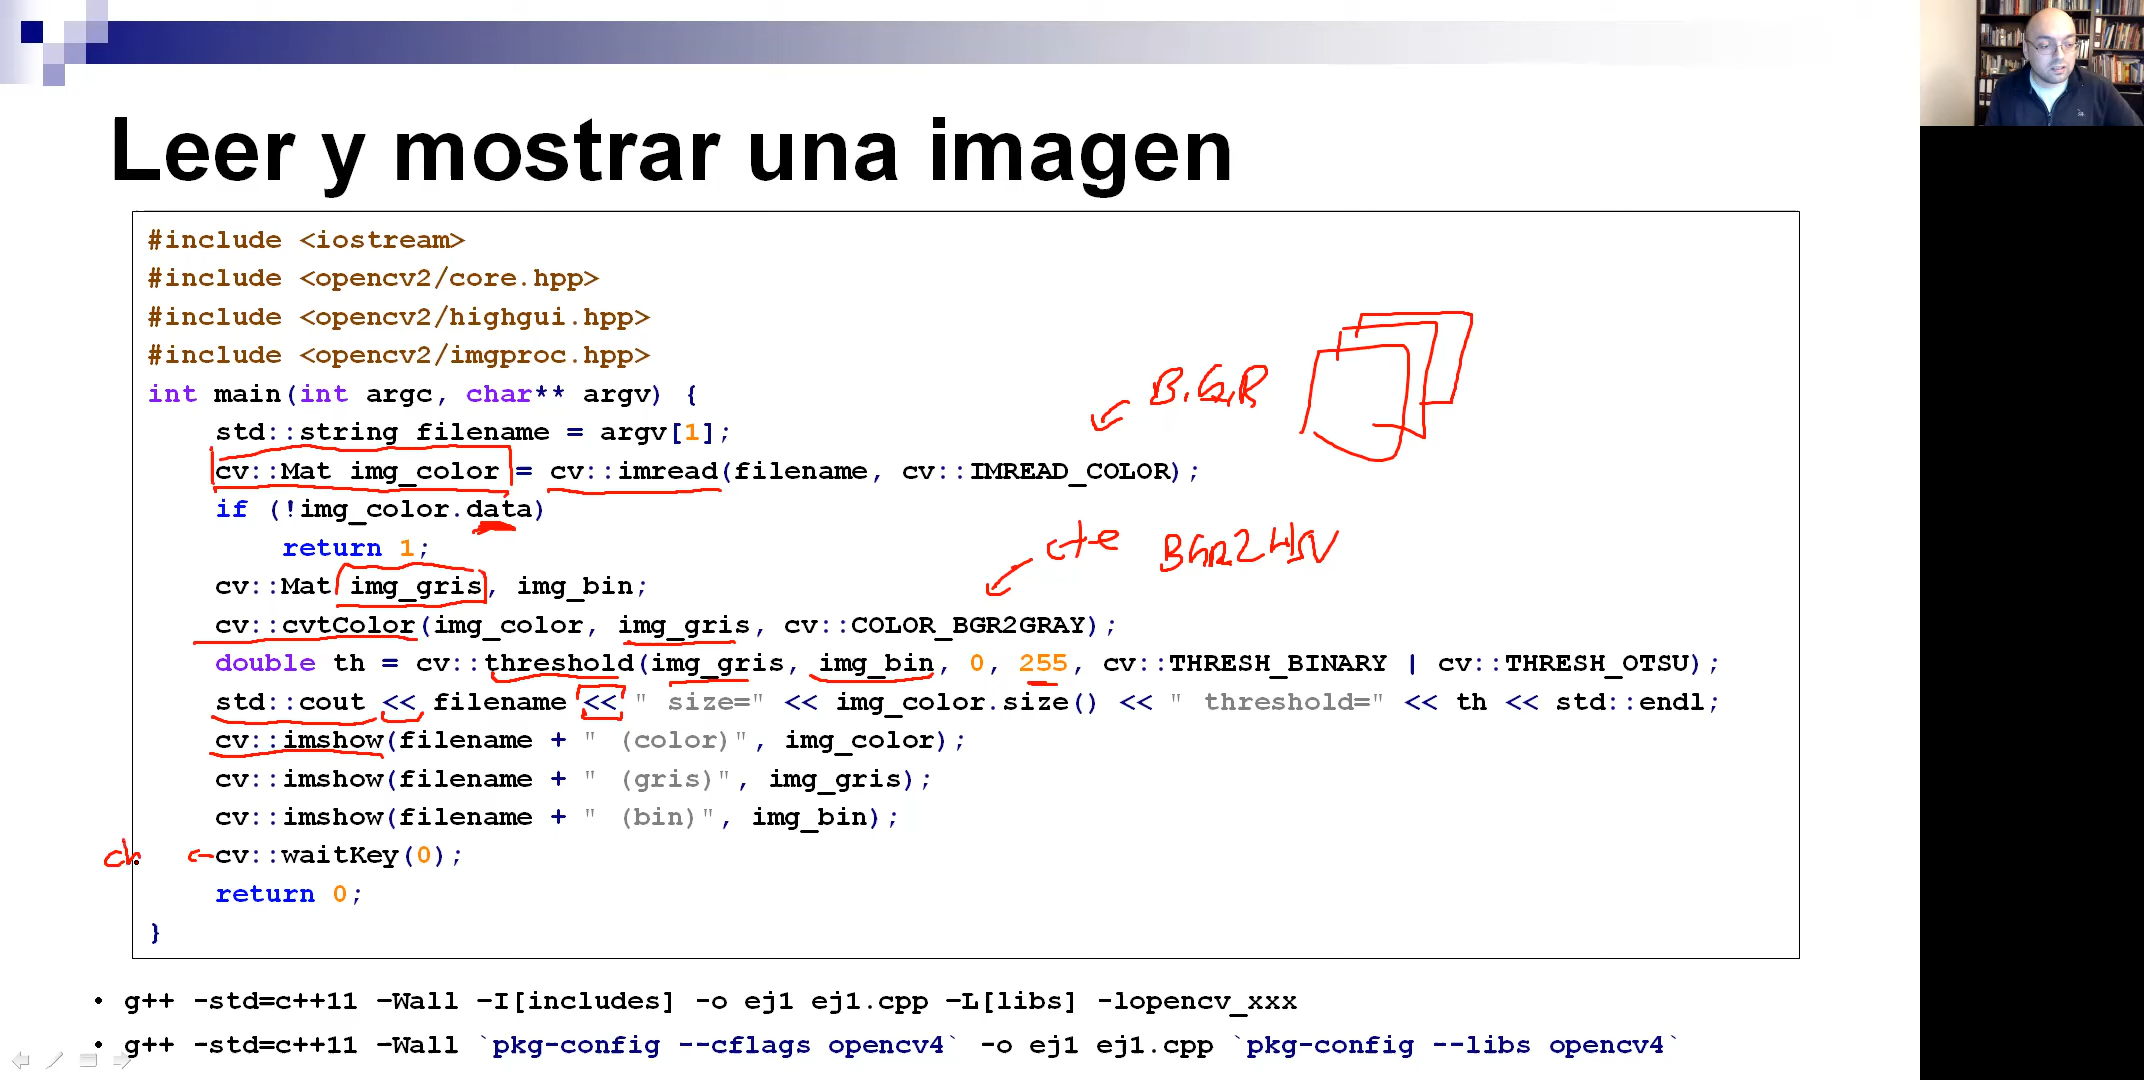 Leer y mostrar una imagen
#include <iostream>
#include <opencv2/core.hpp>
#include <opencv2/highgui.hpp>
#include <opencv2/imgproc.hpp>
int main(int argc, char** argv) {
std::string filename = argv[1];
B,G,R
cv::Mat img_color = cv::imread(filename, cv::IMREAD_COLOR);
if (!img_color.data)
return 1;
cte BGR2HSV
cv::Mat img_gris, img_bin;
cv::cvtColor(img_color, img_gris, cv::COLOR_BGR2GRAY);
double th = cv::threshold(img_gris, img_bin, 0, 255, cv::THRESH_BINARY | cv::THRESH_OTSU);
std::cout << filename << " size=" << img_color.size() << " threshold=" << th << std::endl;
cv::imshow(filename + " (color)", img_color);
cv::imshow(filename + " (gris)", img_gris);
cv::imshow(filename + " (bin)", img_bin);
ch cv::waitKey(0);
return 0;
}
• g++ -std=c++11 –Wall –I[includes] -o ej1 ej1.cpp –L[libs] -lopencv_xxx
• g++ -std=c++11 –Wall `pkg-config --cflags opencv4` -o ej1 ej1.cpp `pkg-config --libs opencv4`